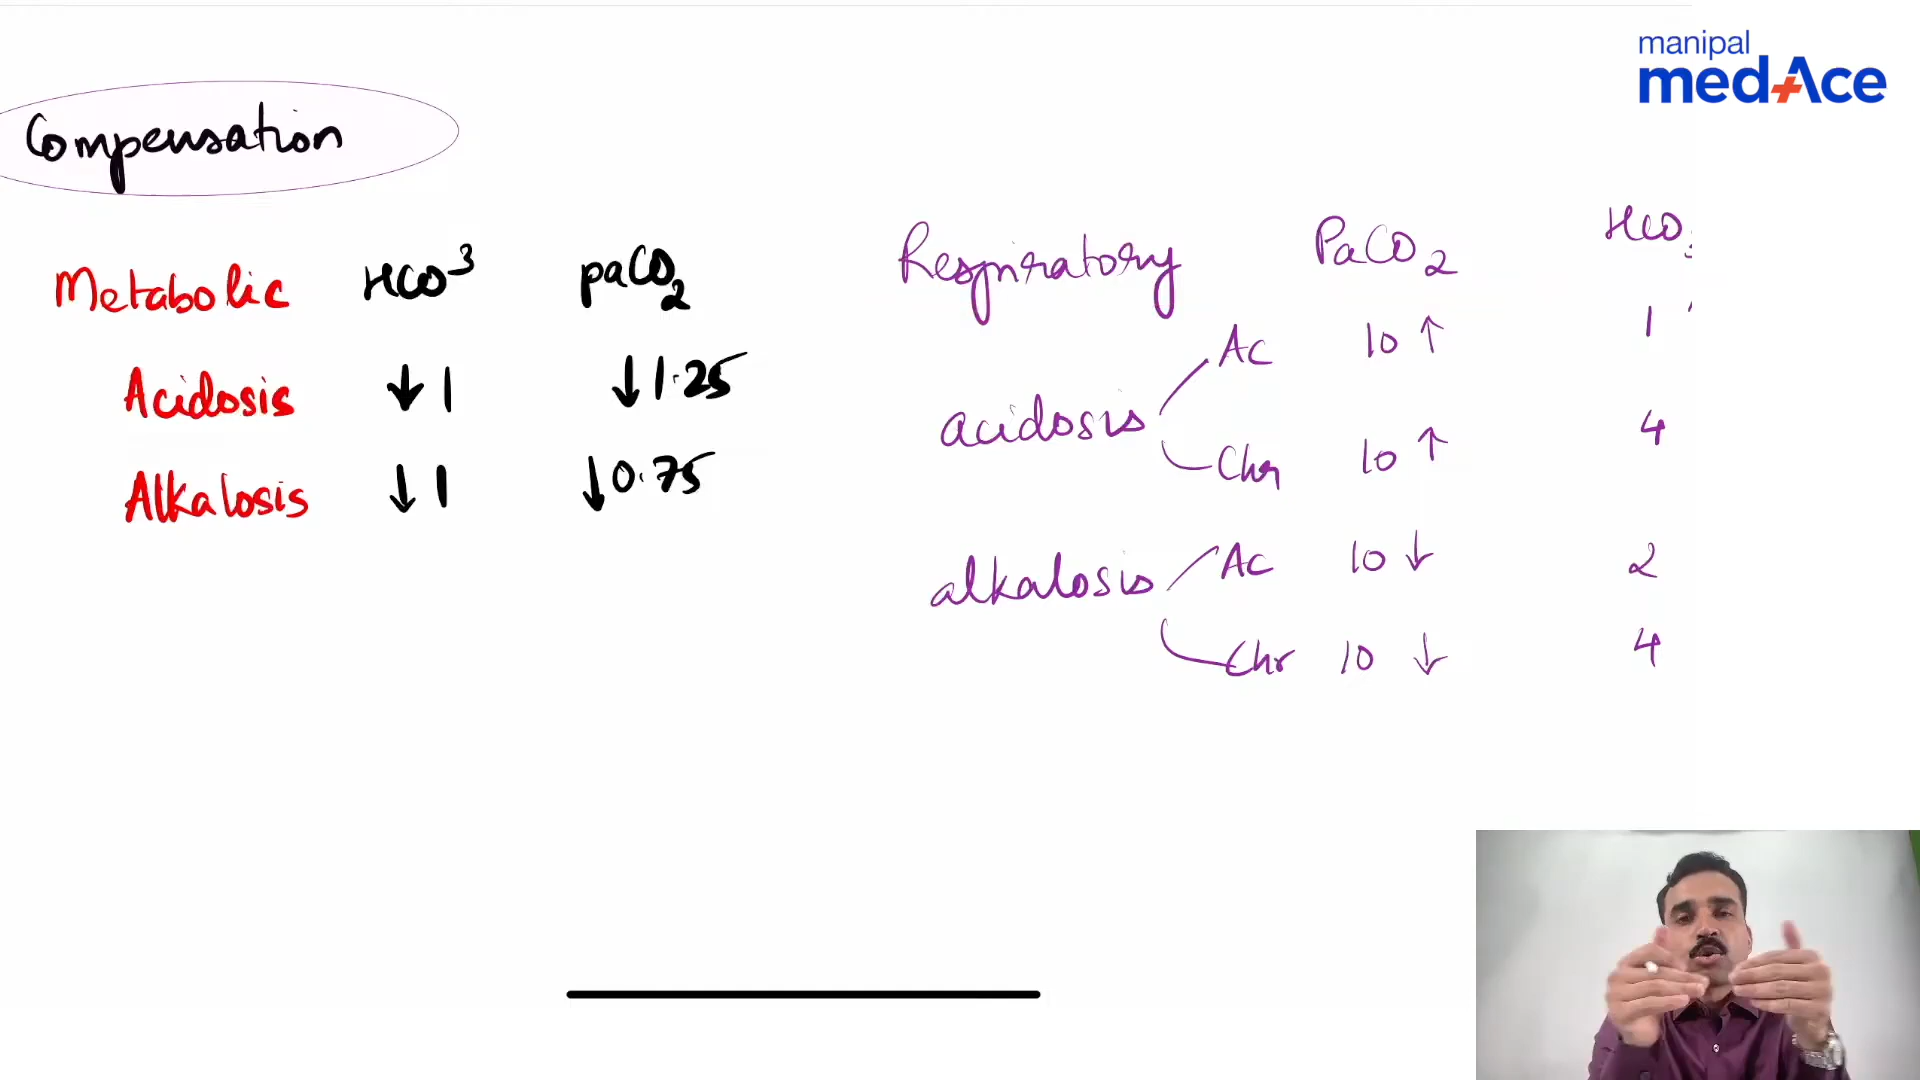 manipal
medAce
Compensation
Metabolic HCO3 paCO2
Acidosis ↓ 1 ↓ 1.25
Alkalosis ↓ 1 ↓ 0.75
Respiratory PaCO2 HCO
acidosis
Ac 10 ↑ 1
Chr 10 ↑ 4
alkalosis
Ac 10 ↓ 2
Chr 10 ↓ 4